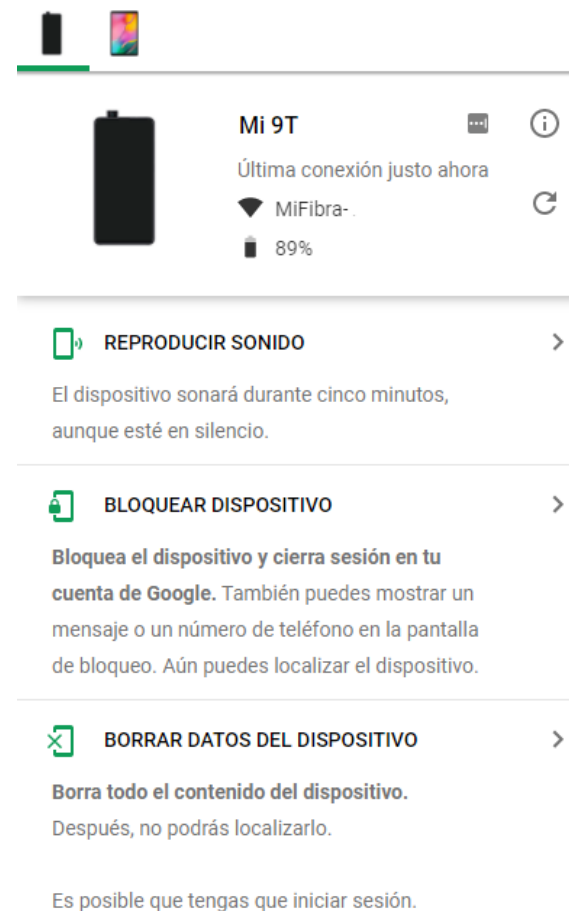 Mi 9T
Última conexión justo ahora
MiFibra-
89%
REPRODUCIR SONIDO
El dispositivo sonará durante cinco minutos,
aunque esté en silencio.
BLOQUEAR DISPOSITIVO
Bloquea el dispositivo y cierra sesión en tu
cuenta de Google. También puedes mostrar un
mensaje o un número de teléfono en la pantalla
de bloqueo. Aún puedes localizar el dispositivo.
BORRAR DATOS DEL DISPOSITIVO
Borra todo el contenido del dispositivo.
Después, no podrás localizarlo.
Es posible que tengas que iniciar sesión.